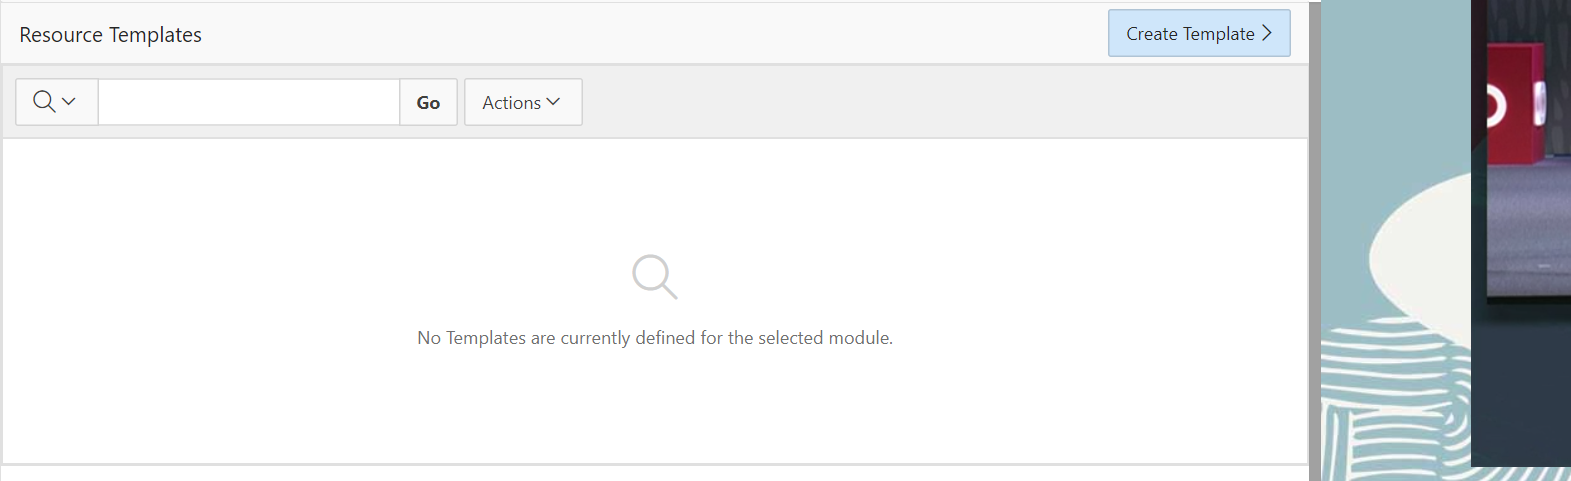 Resource Templates
Create Template
Go
Actions
No Templates are currently defined for the selected module.